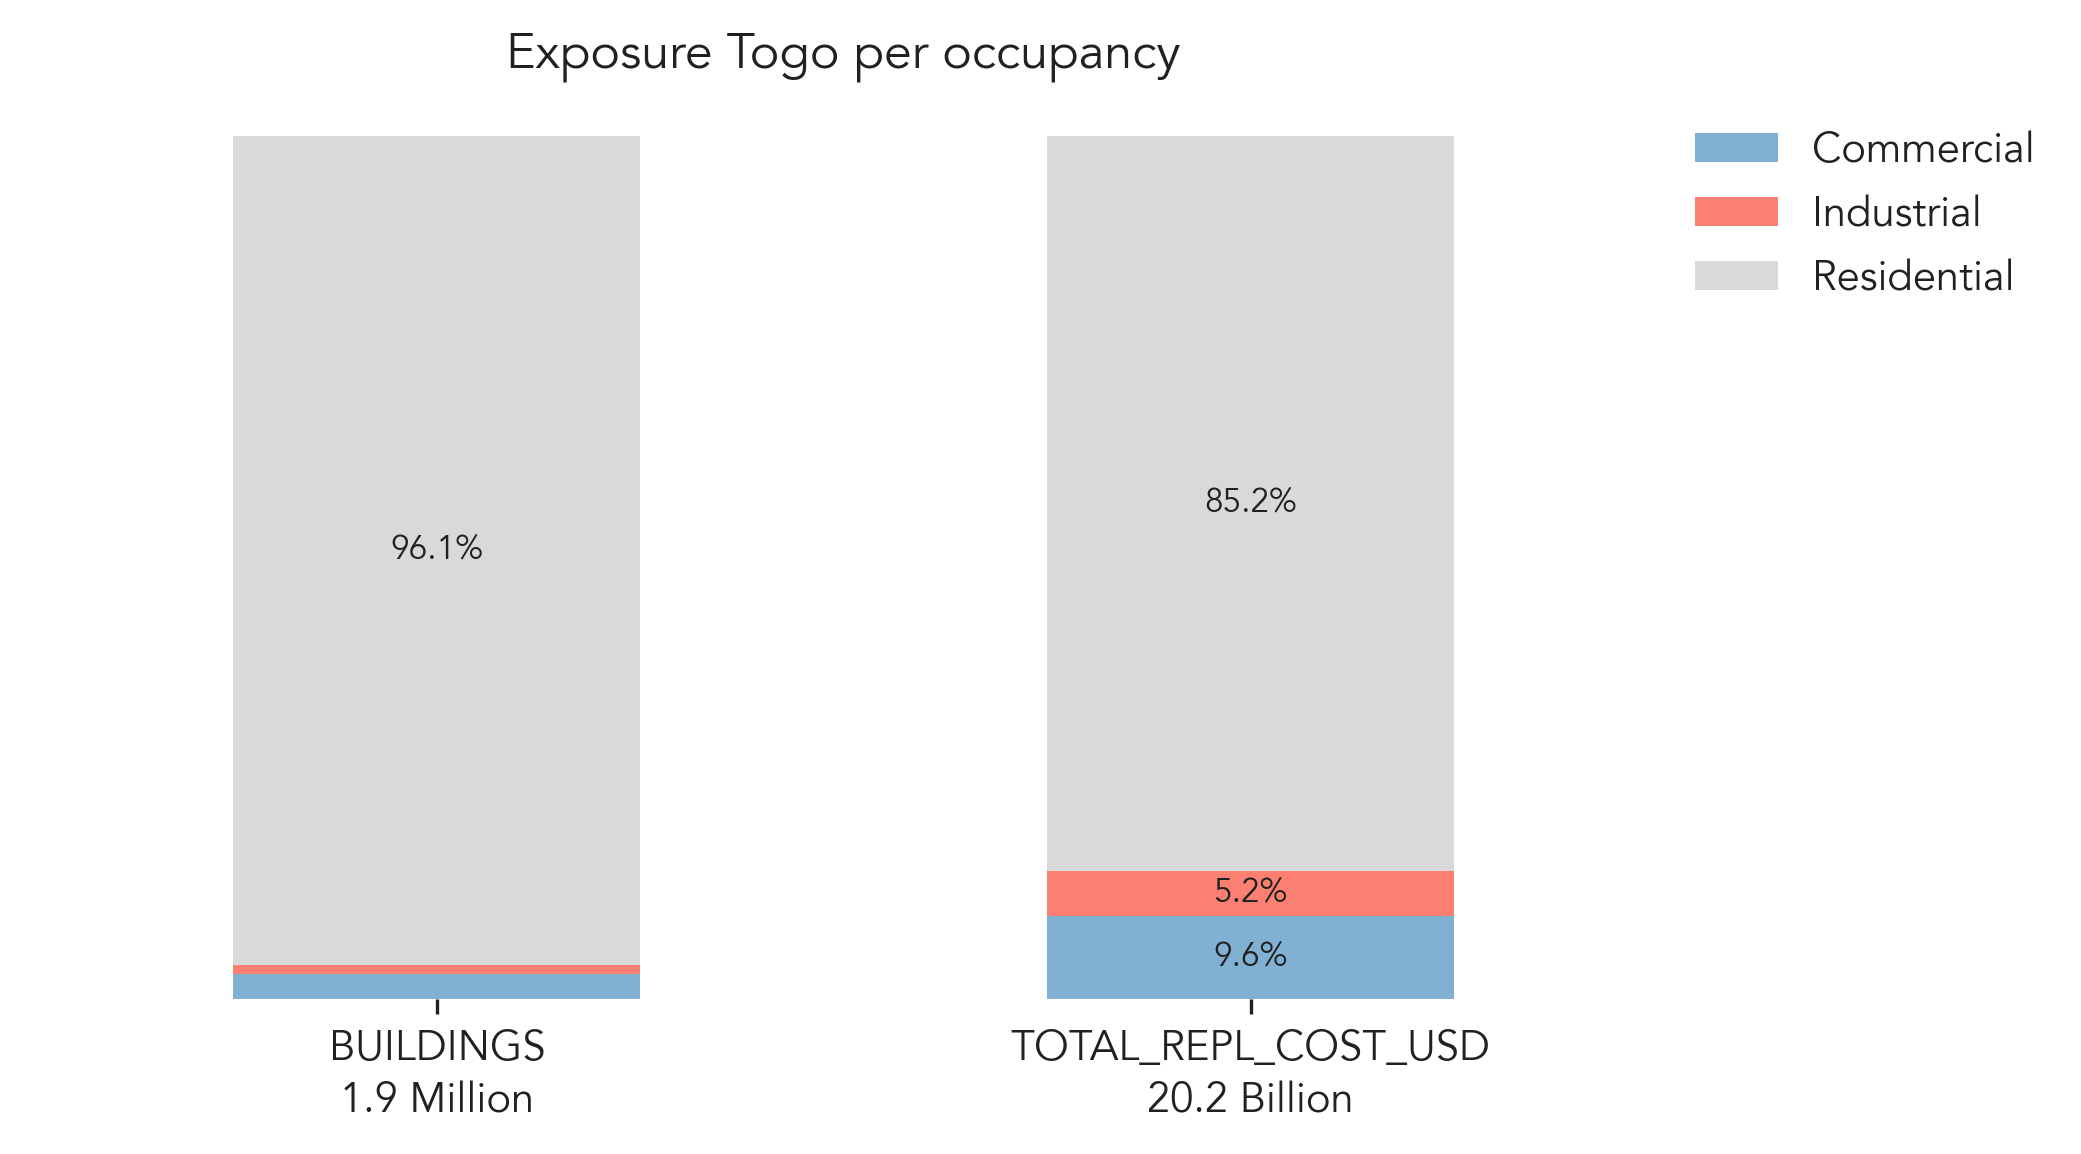 Exposure Togo per occupancy
Commercial
Industrial
Residential
96.1%
85.2%
5.2%
9.6%
BUILDINGS
1.9 Million
TOTAL_REPL_COST_USD
20.2 Billion